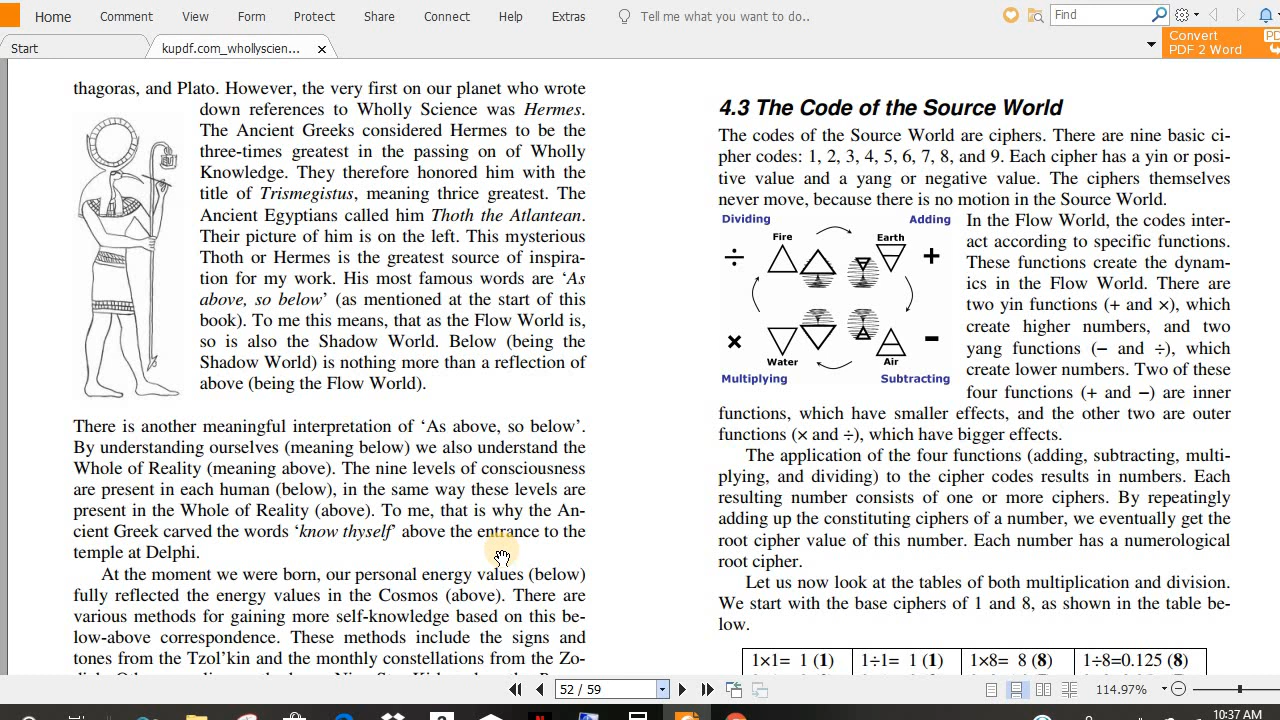 Home Comment View Form Protect Share Connect Help Extras Tell me what you want to do.. Find
Start kupdf.com_whollyscien... × Convert
PDF 2 Word
thagoras, and Plato. However, the very first on our planet who wrote
down references to Wholly Science was Hermes.
The Ancient Greeks considered Hermes to be the
three-times greatest in the passing on of Wholly
Knowledge. They therefore honored him with the
title of Trismegistus, meaning thrice greatest. The
Ancient Egyptians called him Thoth the Atlantean.
Their picture of him is on the left. This mysterious
Thoth or Hermes is the greatest source of inspira-
tion for my work. His most famous words are ‘As
above, so below’ (as mentioned at the start of this
book). To me this means, that as the Flow World is,
so is also the Shadow World. Below (being the
Shadow World) is nothing more than a reflection of
above (being the Flow World).
There is another meaningful interpretation of ‘As above, so below’.
By understanding ourselves (meaning below) we also understand the
Whole of Reality (meaning above). The nine levels of consciousness
are present in each human (below), in the same way these levels are
present in the Whole of Reality (above). To me, that is why the An-
cient Greek carved the words ‘know thyself’ above the entrance to the
temple at Delphi.
At the moment we were born, our personal energy values (below)
fully reflected the energy values in the Cosmos (above). There are
various methods for gaining more self-knowledge based on this be-
low-above correspondence. These methods include the signs and
tones from the Tzol’kin and the monthly constellations from the Zo-
4.3 The Code of the Source World
The codes of the Source World are ciphers. There are nine basic ci-
pher codes: 1, 2, 3, 4, 5, 6, 7, 8, and 9. Each cipher has a yin or posi-
tive value and a yang or negative value. The ciphers themselves
never move, because there is no motion in the Source World.
Dividing Adding
Fire Earth
÷ +
× −
Water Air
Multiplying Subtracting
In the Flow World, the codes inter-
act according to specific functions.
These functions create the dynam-
ics in the Flow World. There are
two yin functions (+ and ×), which
create higher numbers, and two
yang functions (− and ÷), which
create lower numbers. Two of these
four functions (+ and −) are inner
functions, which have smaller effects, and the other two are outer
functions (× and ÷), which have bigger effects.
The application of the four functions (adding, subtracting, multi-
plying, and dividing) to the cipher codes results in numbers. Each
resulting number consists of one or more ciphers. By repeatingly
adding up the constituting ciphers of a number, we eventually get the
root cipher value of this number. Each number has a numerological
root cipher.
Let us now look at the tables of both multiplication and division.
We start with the base ciphers of 1 and 8, as shown in the table be-
low.
1×1= 1 (1) 1÷1= 1 (1) 1×8= 8 (8) 1÷8=0.125 (8)
52 / 59 114.97%
10:37 AM